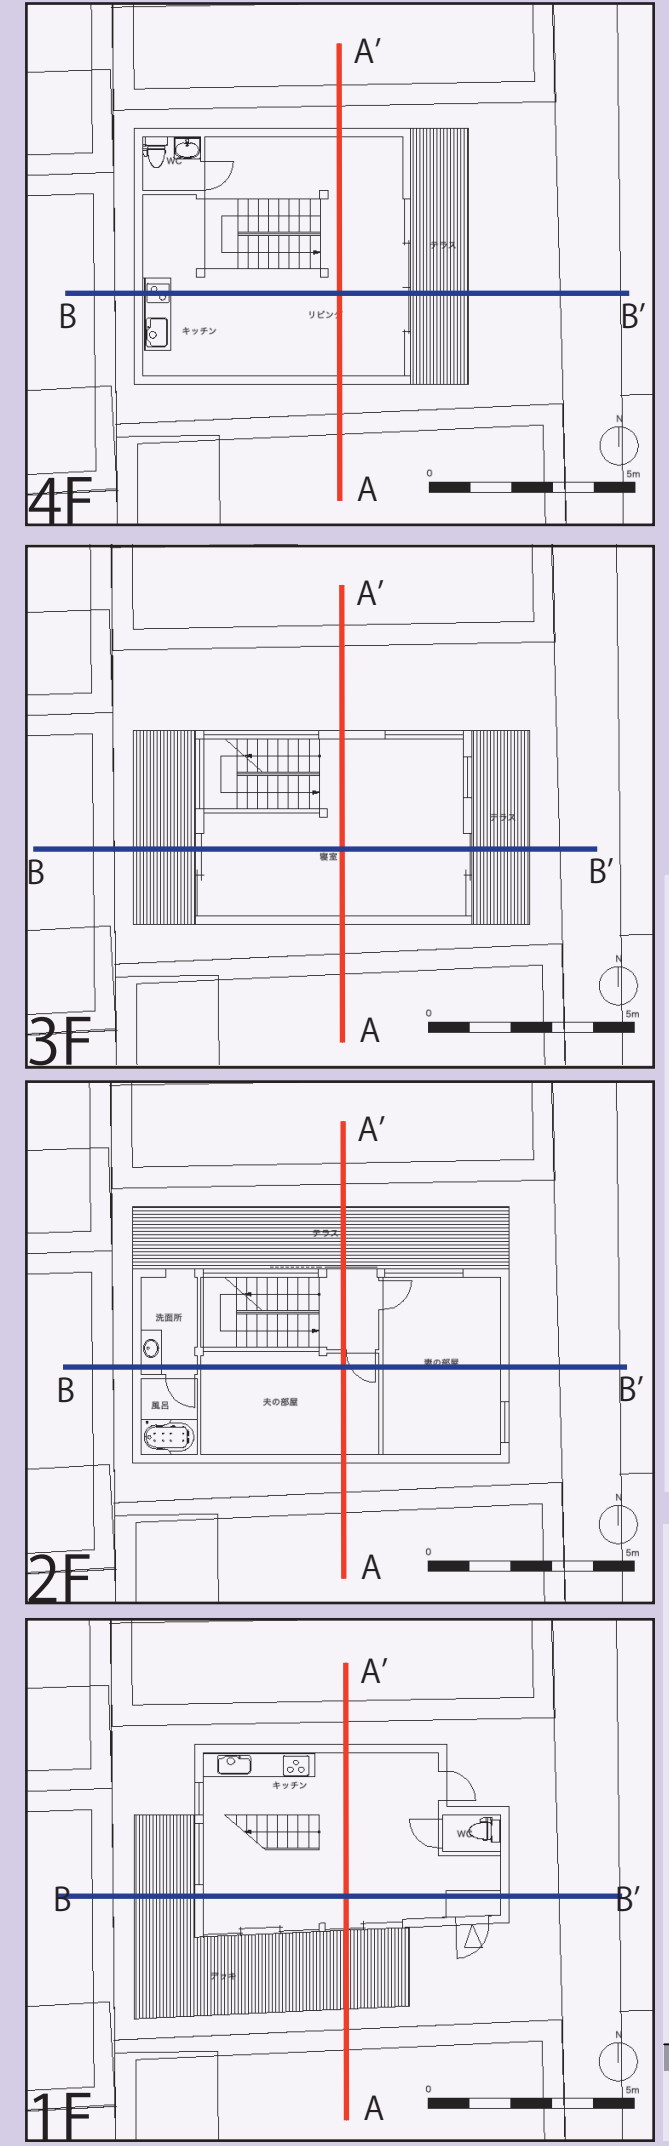 A′
WC
テラス
B
B′
リビング
キッチン
N
A
0
5m
4F
A′
テラス
B
B′
寝室
N
A
0
5m
3F
A′
テラス
洗面所
妻の部屋
B
B′
風呂
夫の部屋
N
A
0
5m
2F
A′
キッチン
WC
B
B′
デッキ
N
A
0
5m
1F